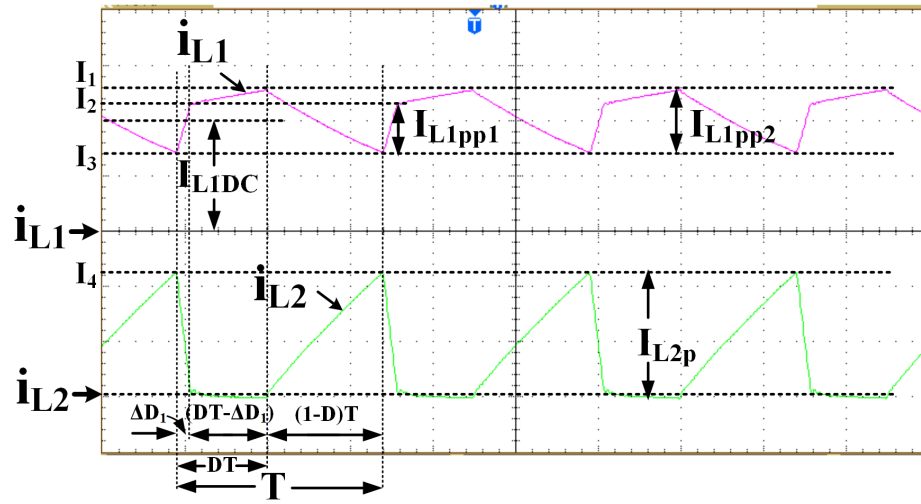 T
iL1
I1
I2
IL1pp1
IL1pp2
I3
IL1DC
iL1
I4
iL2
IL2p
iL2
ΔD1 (DT-ΔD1) (1-D)T
DT
T